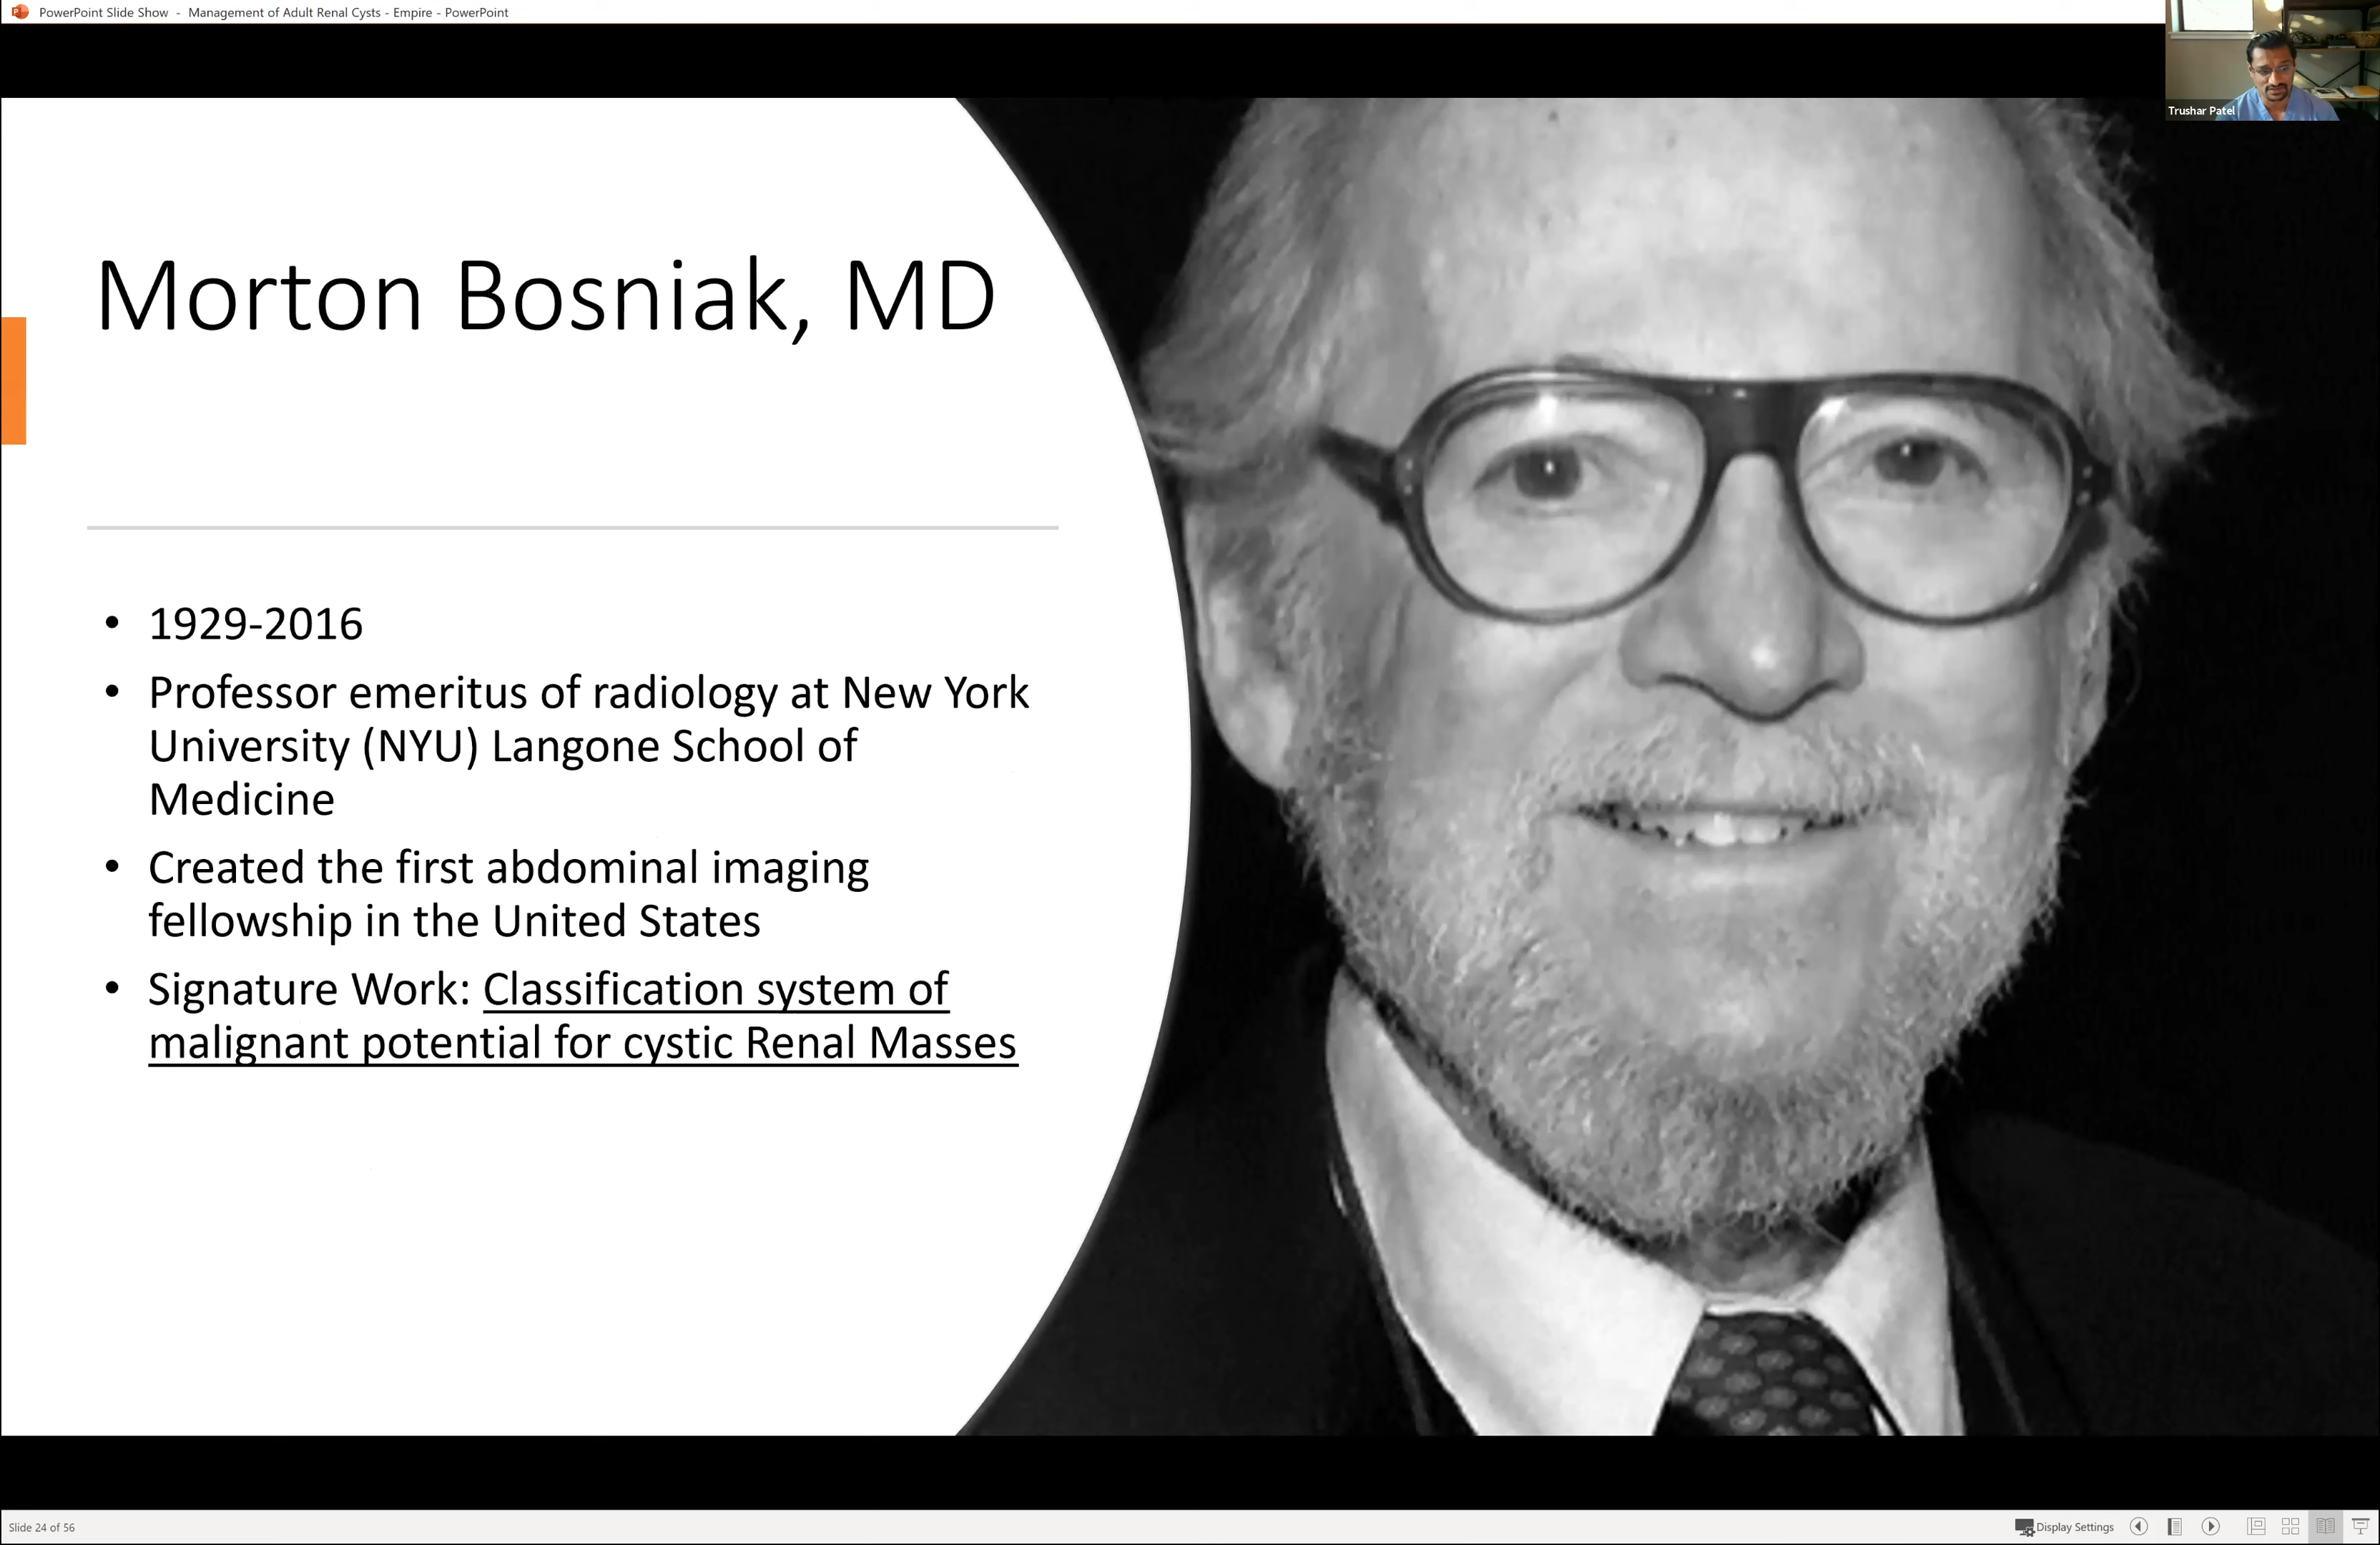 PowerPoint Slide Show - Management of Adult Renal Cysts - Empire - PowerPoint
Trushar Patel
Morton Bosniak, MD
• 1929-2016
• Professor emeritus of radiology at New York
University (NYU) Langone School of
Medicine
• Created the first abdominal imaging
fellowship in the United States
• Signature Work: Classification system of
malignant potential for cystic Renal Masses
Slide 24 of 56
Display Settings